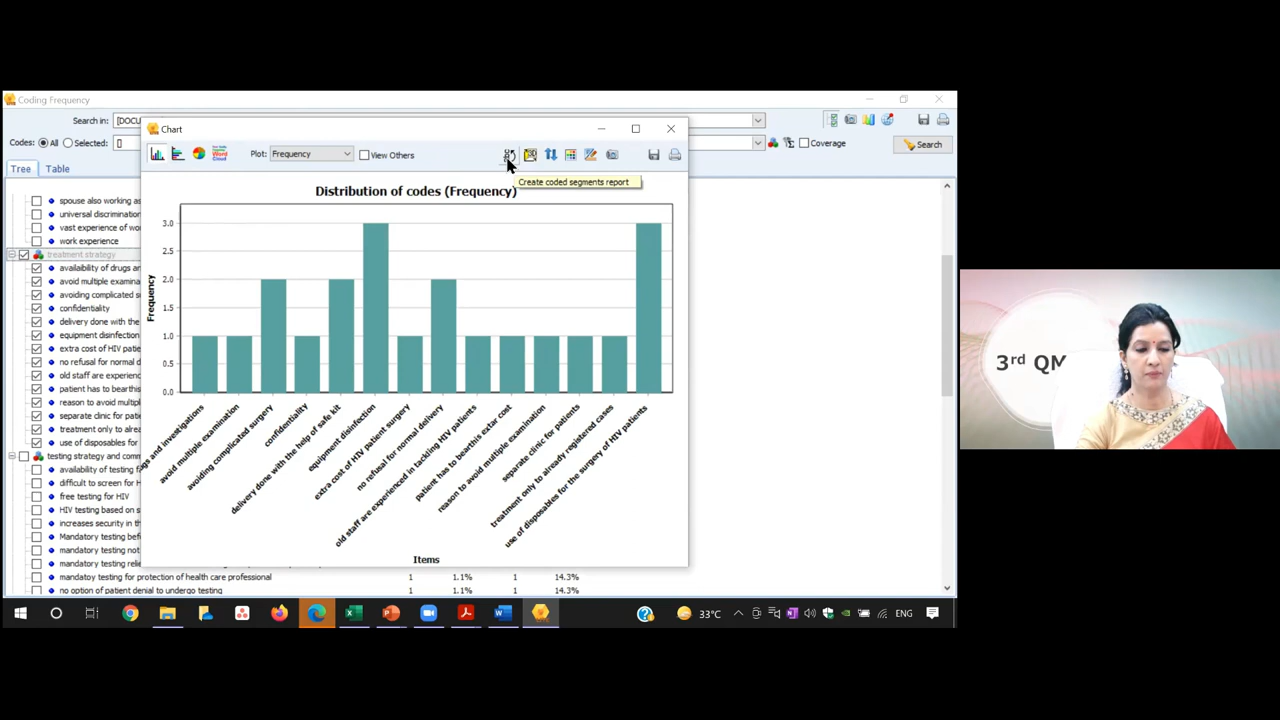 Coding Frequency
Search in: [DOCU
Codes: All Selected: [] Coverage Search
Tree Table
Chart
Plot: Frequency View Others
Create coded segments report
Distribution of codes (Frequency)
Frequency
3.0
2.5
2.0
1.5
1.0
0.5
0.0
gs and investigations
avoid multiple examination
avoiding complicated surgery
confidentiality
delivery done with the help of safe kit
equipment disinfection
extra cost of HIV patient surgery
no refusal for normal delivery
old staff are experienced in tackling HIV patients
patient has to bearthis extar cost
reason to avoid multiple examination
separate clinic for patients
treatment only to already registered cases
use of disposables for the surgery of HIV patients
Items
spouse also working as
universal discrimination
vast experience of wo
work experience
treatment strategy
availaibility of drugs an
avoid multiple examina
avoiding complicated su
confidentiality
delivery done with the
equipment disinfection
extra cost of HIV patie
no refusal for normal d
old staff are experienc
patient has to bearthis
reason to avoid multip
separate clinic for pati
treatment only to alrea
use of disposables for
testing strategy and com
availability of testing fa
difficult to screen for H
free testing for HIV
HIV testing based on s
increases security in th
Mandatory testing bef
mandatory testing not
mandatory testing relie
mandatoy testing for protection of health care professional 1 1.1% 1 14.3%
no option of patient denial to undergo testing 1 1.1% 1 14.3%
3rd QM
33°C ENG